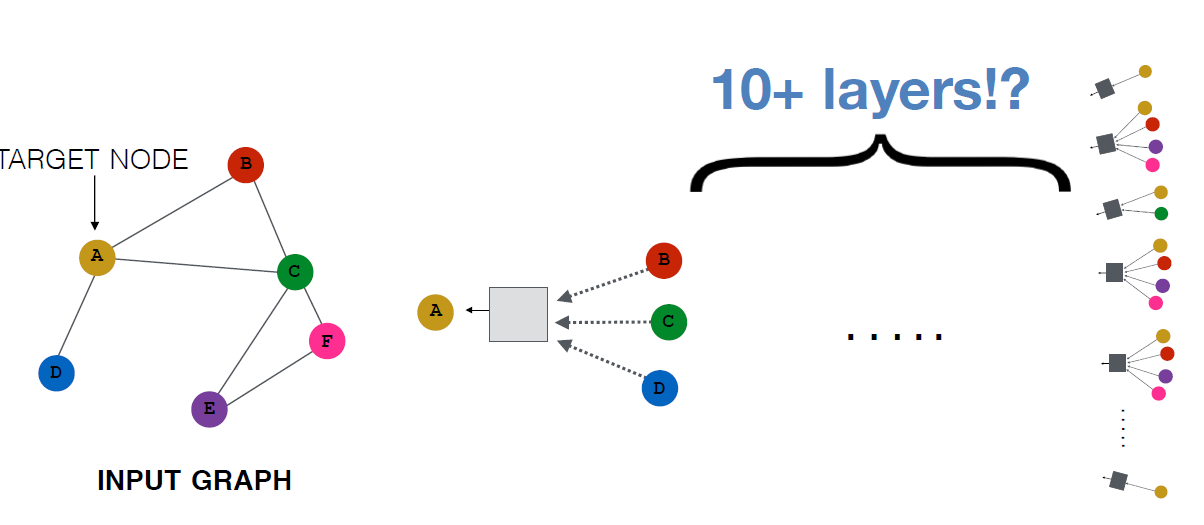 10+ layers!?
TARGET NODE
B
A
C
F
D
E
INPUT GRAPH
A
B
C
D
.....